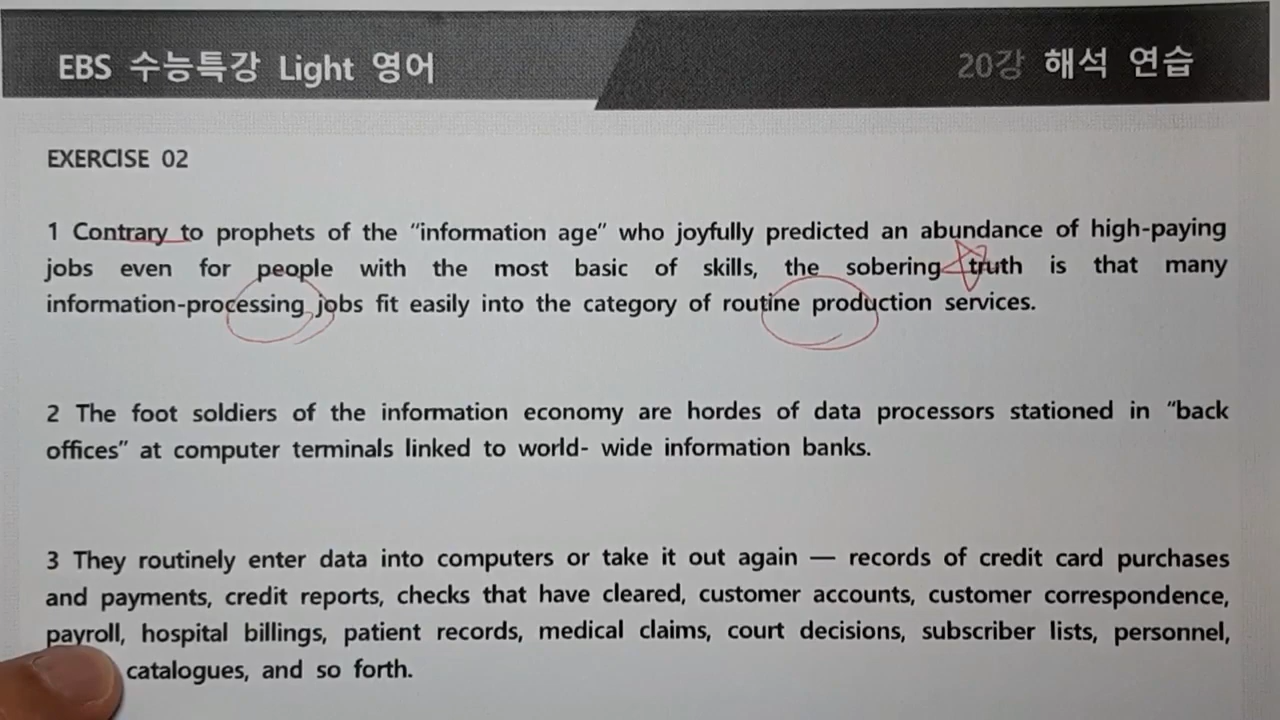 EBS 수능특강 Light 영어
20강 해석 연습
EXERCISE 02
1 Contrary to prophets of the “information age” who joyfully predicted an abundance of high-paying
jobs even for people with the most basic of skills, the sobering truth is that many
information-processing jobs fit easily into the category of routine production services.
2 The foot soldiers of the information economy are hordes of data processors stationed in “back
offices” at computer terminals linked to world- wide information banks.
3 They routinely enter data into computers or take it out again — records of credit card purchases
and payments, credit reports, checks that have cleared, customer accounts, customer correspondence,
payroll, hospital billings, patient records, medical claims, court decisions, subscriber lists, personnel,
catalogues, and so forth.